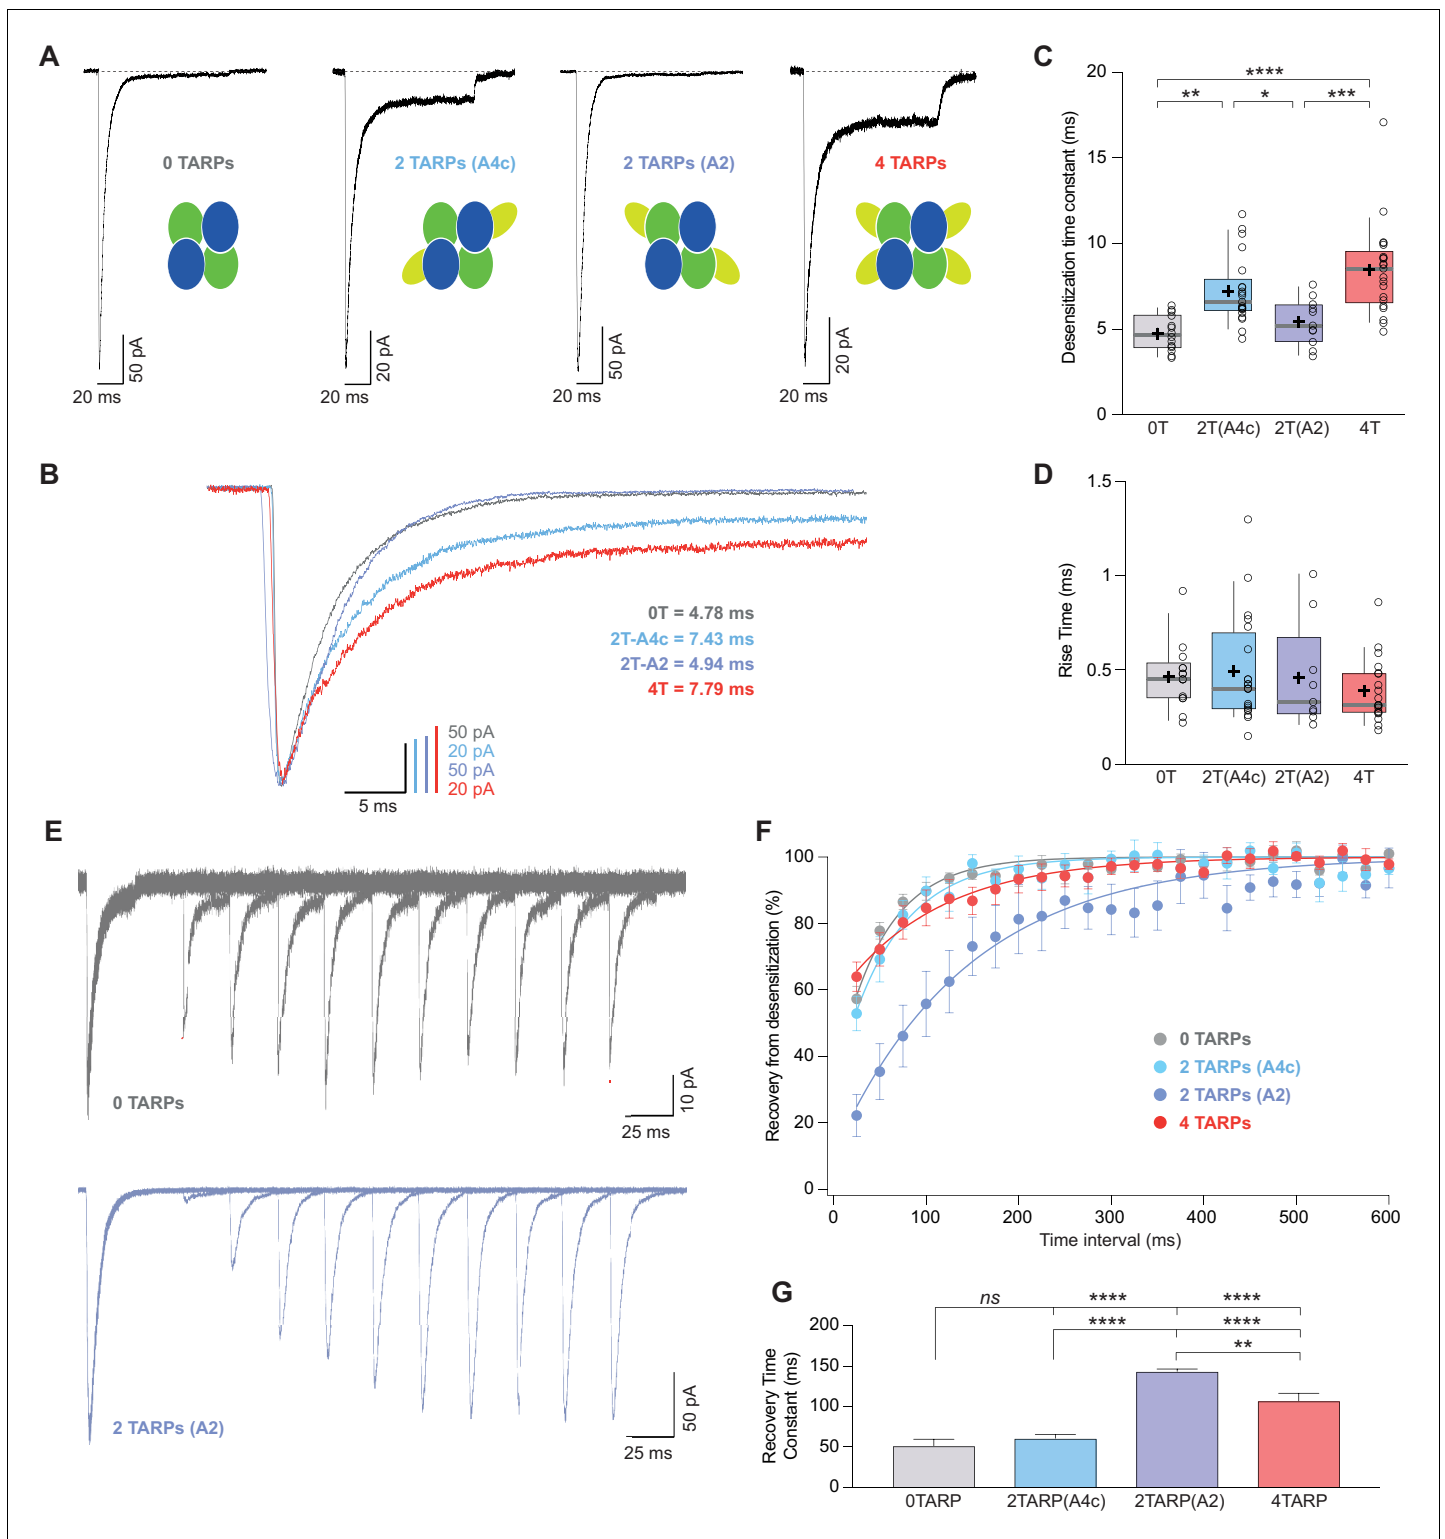 A
0 TARPs
2 TARPs (A4c)
2 TARPs (A2)
4 TARPs
50 pA
20 ms
20 pA
20 ms
50 pA
20 ms
20 pA
20 ms
C
Desensitization time constant (ms)
20
15
10
5
0
****
** * ***
0T 2T(A4c) 2T(A2) 4T
B
0T = 4.78 ms
2T-A4c = 7.43 ms
2T-A2 = 4.94 ms
4T = 7.79 ms
50 pA
20 pA
50 pA
20 pA
5 ms
D
Rise Time (ms)
1.5
1
0.5
0
0T 2T(A4c) 2T(A2) 4T
E
0 TARPs
10 pA
25 ms
2 TARPs (A2)
50 pA
25 ms
F
Recovery from desensitization (%)
100
80
60
40
20
0
0 TARPs
2 TARPs (A4c)
2 TARPs (A2)
4 TARPs
0 100 200 300 400 500 600
Time interval (ms)
G
Recovery Time
Constant (ms)
200
150
100
50
0
ns **** ****
**** ****
**
0TARP 2TARP(A4c) 2TARP(A2) 4TARP